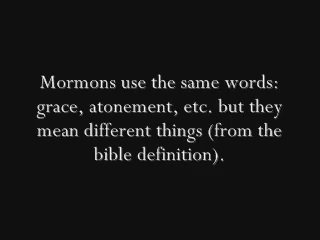 Mormons use the same words:
grace, atonement, etc. but they
mean different things (from the
bible definition).